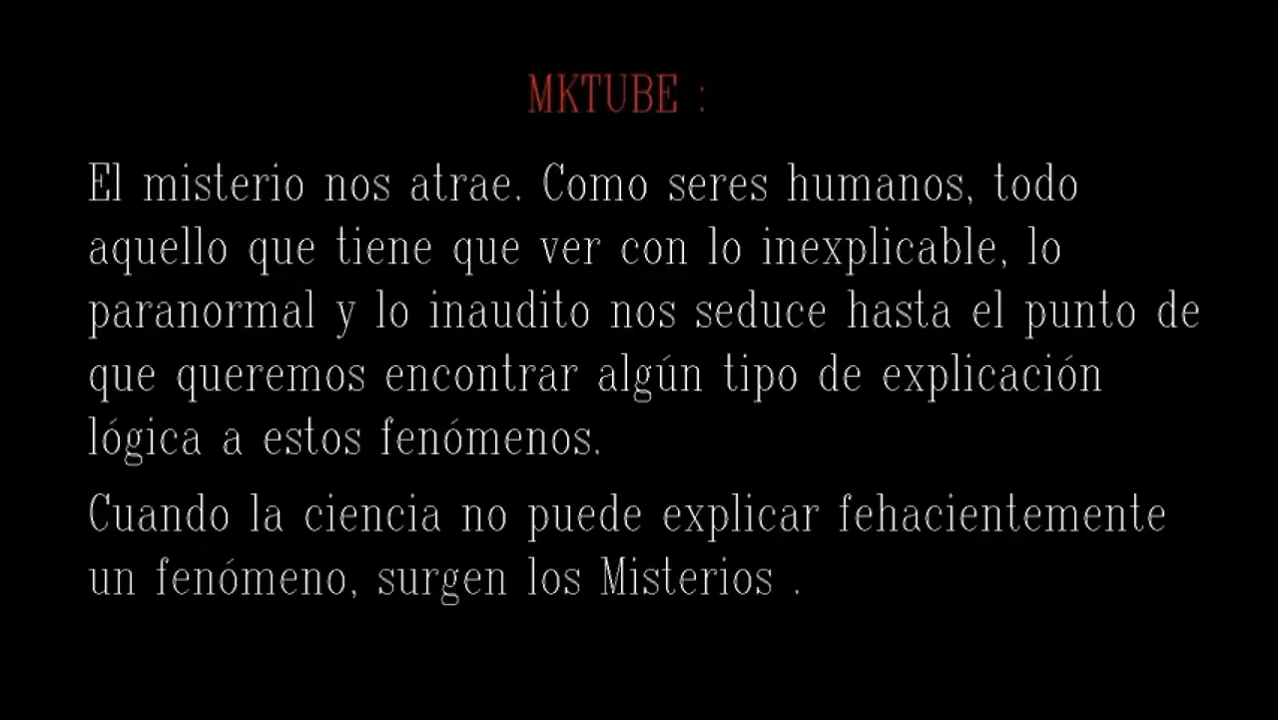 MKTUBE :
El misterio nos atrae. Como seres humanos, todo
aquello que tiene que ver con lo inexplicable, lo
paranormal y lo inaudito nos seduce hasta el punto de
que queremos encontrar algún tipo de explicación
lógica a estos fenómenos.
Cuando la ciencia no puede explicar fehacientemente
un fenómeno, surgen los Misterios .